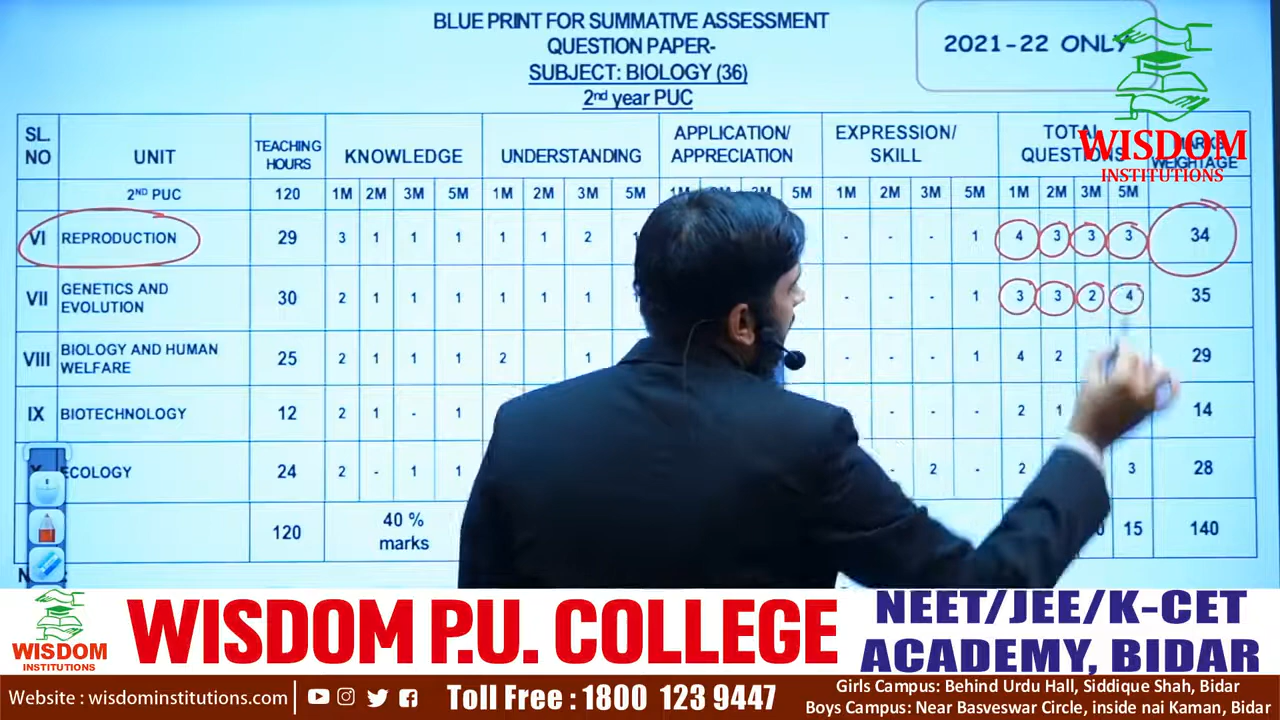 BLUE PRINT FOR SUMMATIVE ASSESSMENT
QUESTION PAPER-
SUBJECT: BIOLOGY (36)
2nd year PUC
2021-22 ONLY
WISDOM
INSTITUTIONS
SL. NO UNIT TEACHING HOURS KNOWLEDGE UNDERSTANDING APPLICATION/ APPRECIATION EXPRESSION/ SKILL TOTAL QUESTIONS WEIGHTAGE
2ND PUC 120 1M 2M 3M 5M 1M 2M 3M 5M 1M 3M 5M 1M 2M 3M 5M 1M 2M 3M 5M
VI REPRODUCTION 29 3 1 1 1 1 1 2 - - - 1 4 3 3 3 34
VII GENETICS AND EVOLUTION 30 2 1 1 1 1 1 1 - - - 1 3 3 2 4 35
VIII BIOLOGY AND HUMAN WELFARE 25 2 1 1 1 2 1 - - - 1 4 2 29
IX BIOTECHNOLOGY 12 2 1 - 1 - - - - 2 1 14
ECOLOGY 24 2 - 1 1 - 2 - 2 3 28
120 40 % marks 15 140
WISDOM
INSTITUTIONS
WISDOM P.U. COLLEGE
NEET/JEE/K-CET
ACADEMY, BIDAR
Website : wisdominstitutions.com
Toll Free : 1800 123 9447
Girls Campus: Behind Urdu Hall, Siddique Shah, Bidar
Boys Campus: Near Basveswar Circle, inside nai Kaman, Bidar